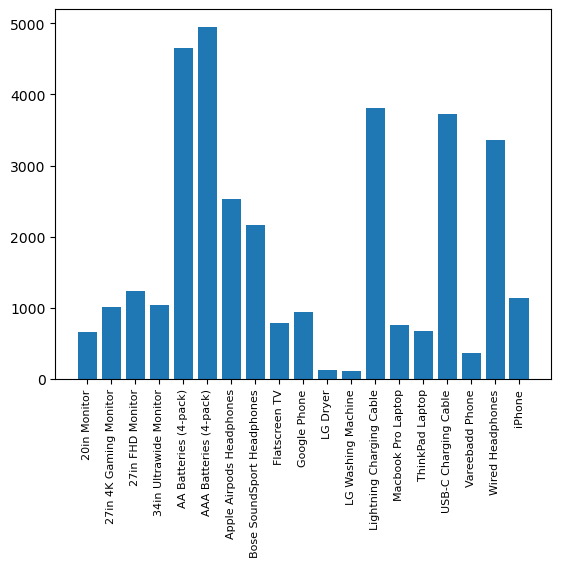 5000
4000
3000
2000
1000
0
20in Monitor
27in 4K Gaming Monitor
27in FHD Monitor
34in Ultrawide Monitor
AA Batteries (4-pack)
AAA Batteries (4-pack)
Apple Airpods Headphones
Bose SoundSport Headphones
Flatscreen TV
Google Phone
LG Dryer
LG Washing Machine
Lightning Charging Cable
Macbook Pro Laptop
ThinkPad Laptop
USB-C Charging Cable
Vareebadd Phone
Wired Headphones
iPhone